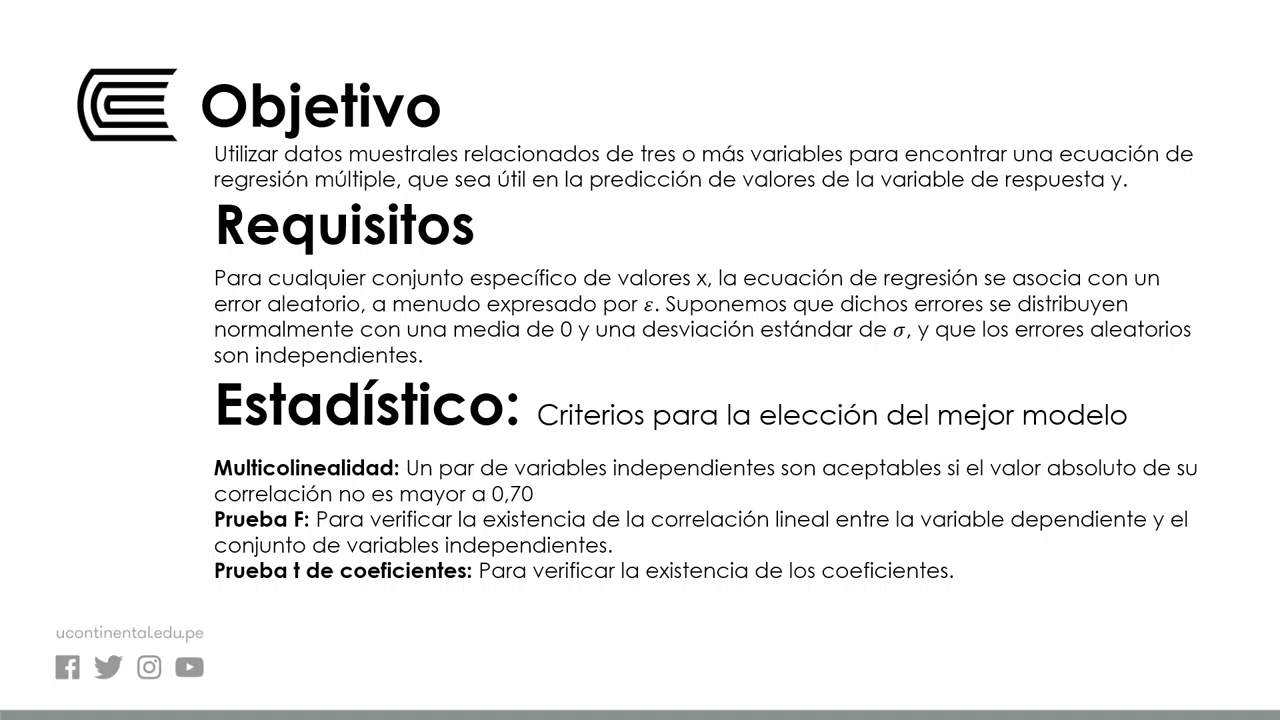 Objetivo
Utilizar datos muestrales relacionados de tres o más variables para encontrar una ecuación de
regresión múltiple, que sea útil en la predicción de valores de la variable de respuesta y.
Requisitos
Para cualquier conjunto específico de valores x, la ecuación de regresión se asocia con un
error aleatorio, a menudo expresado por ε. Suponemos que dichos errores se distribuyen
normalmente con una media de 0 y una desviación estándar de σ, y que los errores aleatorios
son independientes.
Estadístico: Criterios para la elección del mejor modelo
Multicolinealidad: Un par de variables independientes son aceptables si el valor absoluto de su
correlación no es mayor a 0,70
Prueba F: Para verificar la existencia de la correlación lineal entre la variable dependiente y el
conjunto de variables independientes.
Prueba t de coeficientes: Para verificar la existencia de los coeficientes.
ucontinental.edu.pe